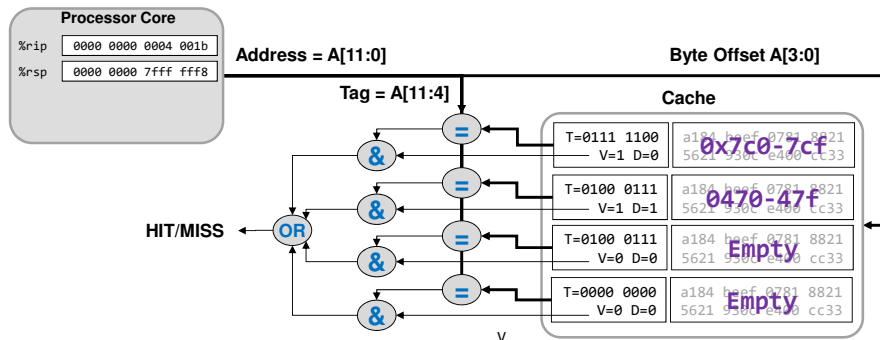 Processor Core
%rip 0000 0000 0004 001b
%rsp 0000 0000 7fff fff8
Address = A[11:0]
Byte Offset A[3:0]
Tag = A[11:4]
Cache
= T=0111 1100 a184 beef 0781 8821
0x7c0-7cf
& V=1 D=0 5621 930c e400 cc33
= T=0100 0111 a184 beef 0781 8821
0470-47f
& V=1 D=1 5621 930c e400 cc33
HIT/MISS OR
= T=0100 0111 a184 beef 0781 8821
Empty
& V=0 D=0 5621 930c e400 cc33
= T=0000 0000 a184 beef 0781 8821
Empty
& V=0 D=0 5621 930c e400 cc33
V